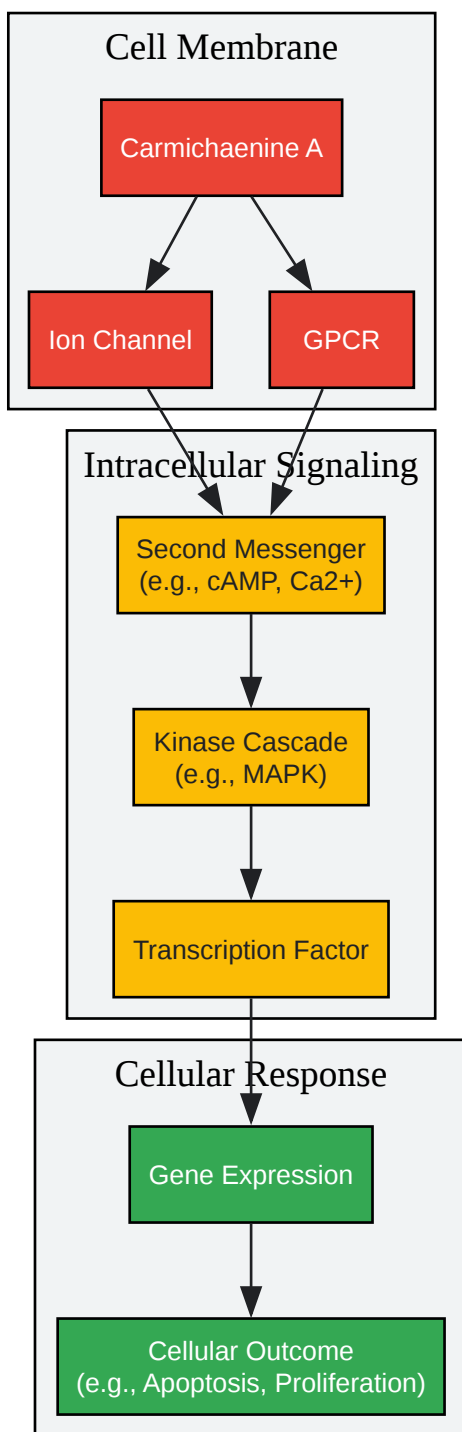 Cell Membrane
Carmichaenine A
Ion Channel
GPCR
Intracellular Signaling
Second Messenger
(e.g., cAMP, Ca2+)
Kinase Cascade
(e.g., MAPK)
Transcription Factor
Cellular Response
Gene Expression
Cellular Outcome
(e.g., Apoptosis, Proliferation)